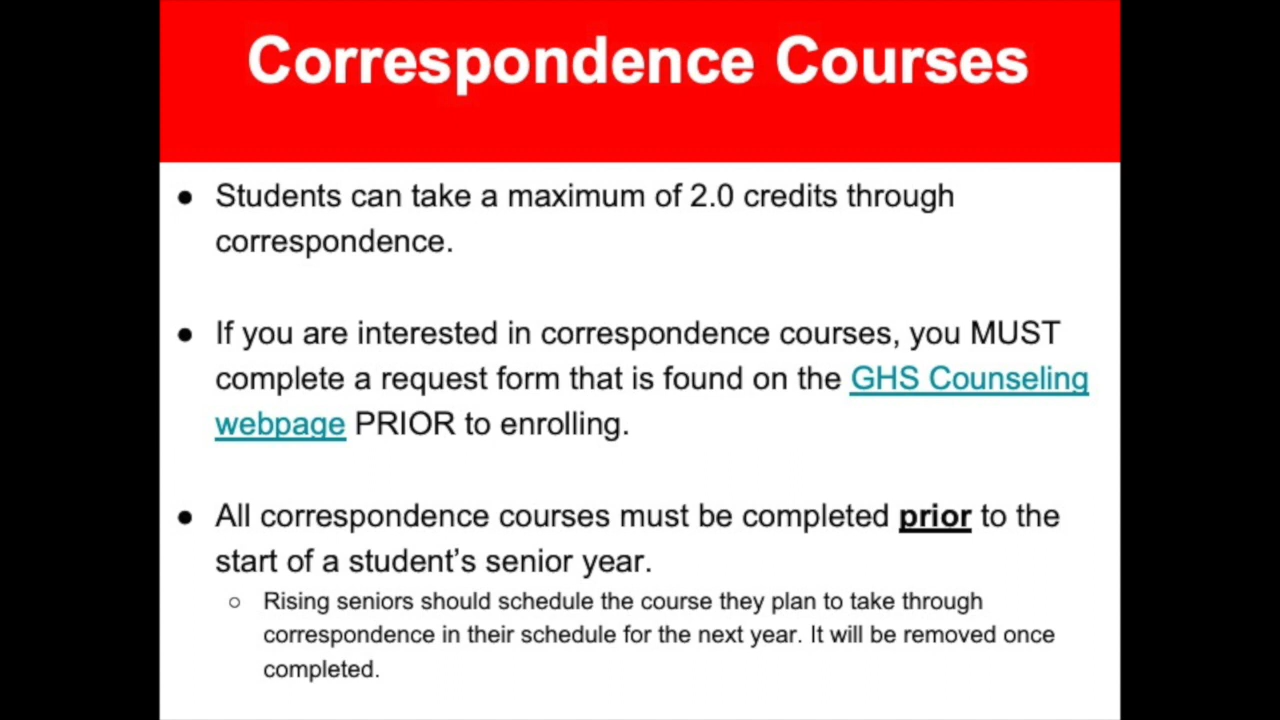 Correspondence Courses
● Students can take a maximum of 2.0 credits through
correspondence.
● If you are interested in correspondence courses, you MUST
complete a request form that is found on the GHS Counseling
webpage PRIOR to enrolling.
● All correspondence courses must be completed prior to the
start of a student’s senior year.
○ Rising seniors should schedule the course they plan to take through
correspondence in their schedule for the next year. It will be removed once
completed.